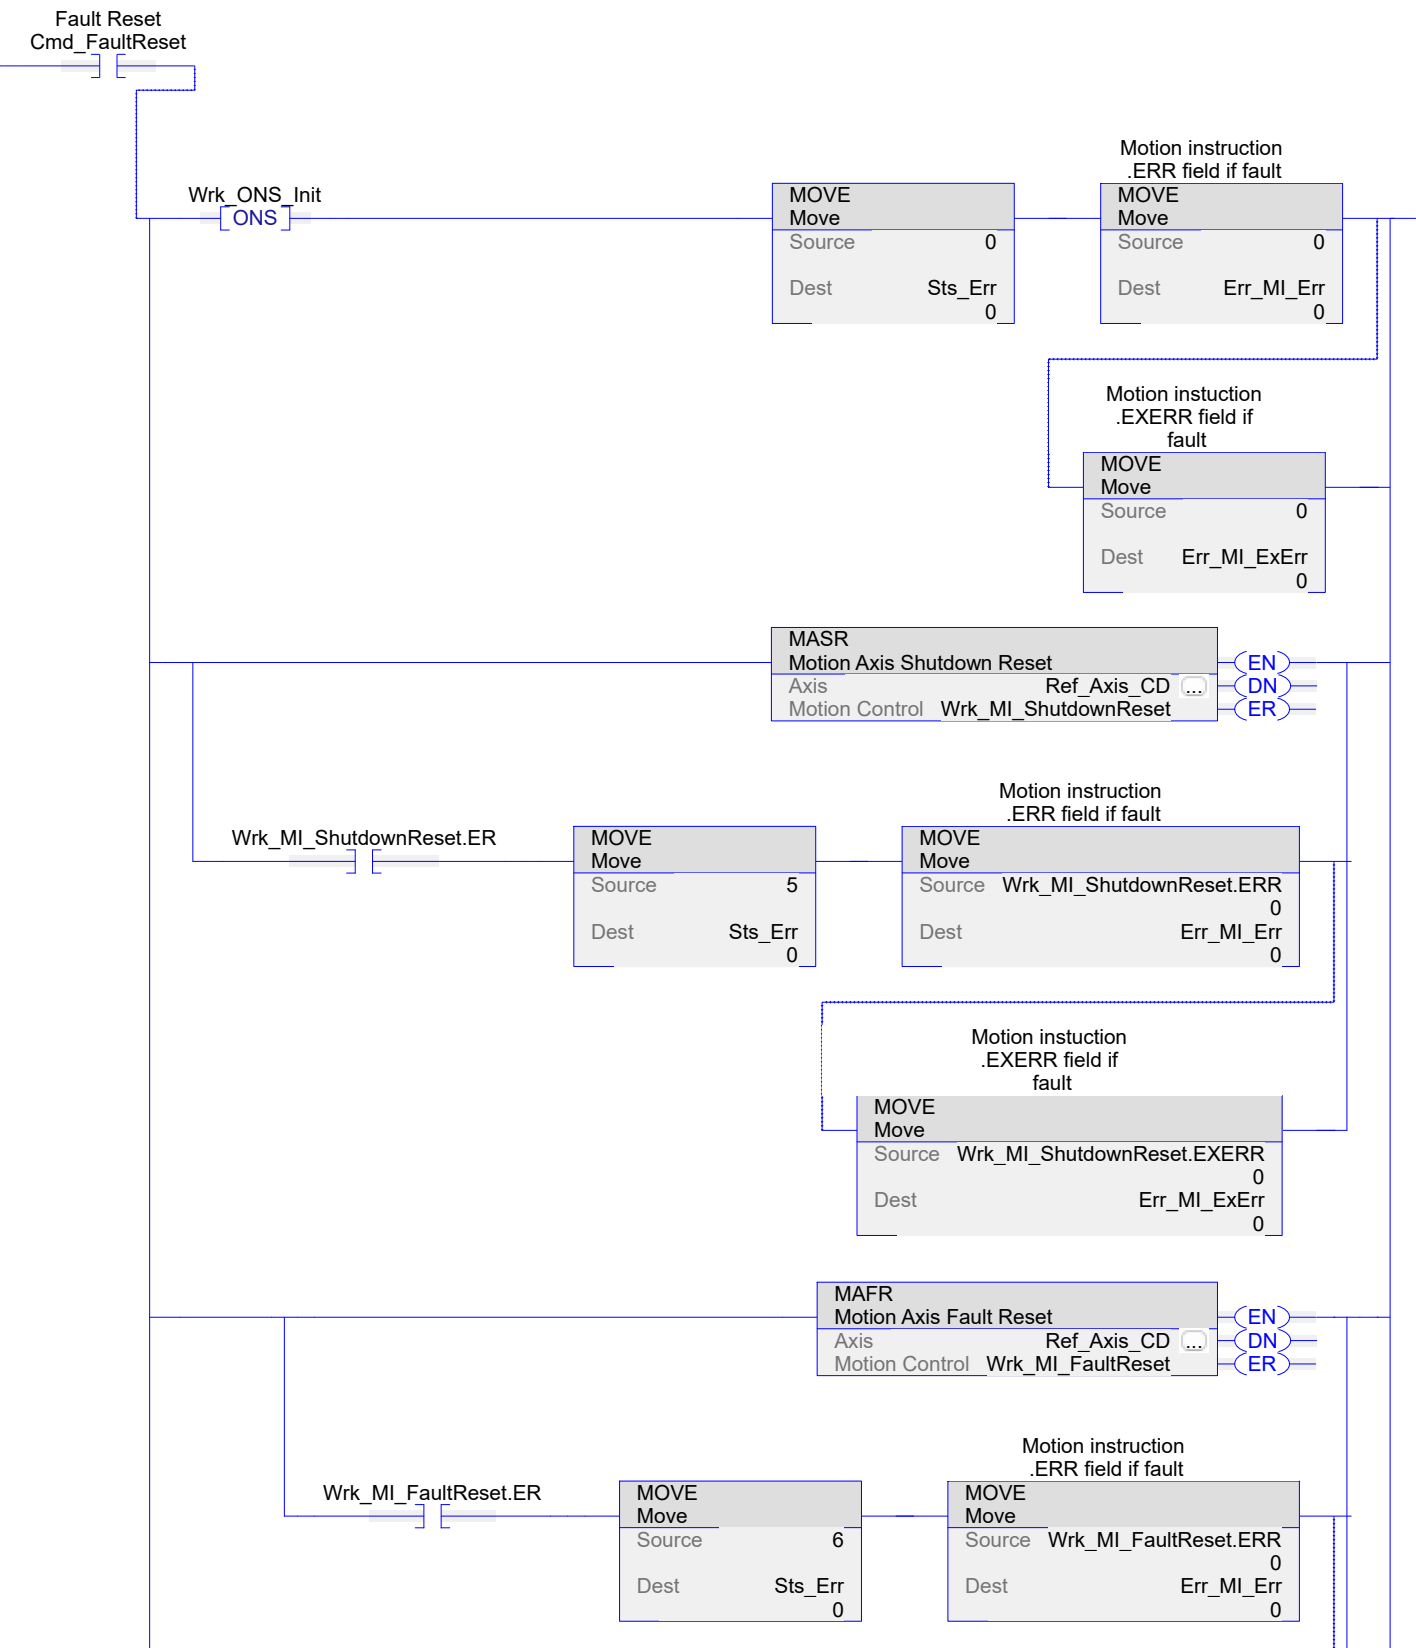 Fault Reset
Cmd_FaultReset
Wrk_ONS_Init
ONS
MOVE
Move
Source 0
Dest Sts_Err
0
Motion instruction
.ERR field if fault
MOVE
Move
Source 0
Dest Err_MI_Err
0
Motion instuction
.EXERR field if
fault
MOVE
Move
Source 0
Dest Err_MI_ExErr
0
MASR
Motion Axis Shutdown Reset
Axis Ref_Axis_CD ...
Motion Control Wrk_MI_ShutdownReset
EN
DN
ER
Wrk_MI_ShutdownReset.ER
MOVE
Move
Source 5
Dest Sts_Err
0
Motion instruction
.ERR field if fault
MOVE
Move
Source Wrk_MI_ShutdownReset.ERR
0
Dest Err_MI_Err
0
Motion instuction
.EXERR field if
fault
MOVE
Move
Source Wrk_MI_ShutdownReset.EXERR
0
Dest Err_MI_ExErr
0
MAFR
Motion Axis Fault Reset
Axis Ref_Axis_CD ...
Motion Control Wrk_MI_FaultReset
EN
DN
ER
Wrk_MI_FaultReset.ER
MOVE
Move
Source 6
Dest Sts_Err
0
Motion instruction
.ERR field if fault
MOVE
Move
Source Wrk_MI_FaultReset.ERR
0
Dest Err_MI_Err
0